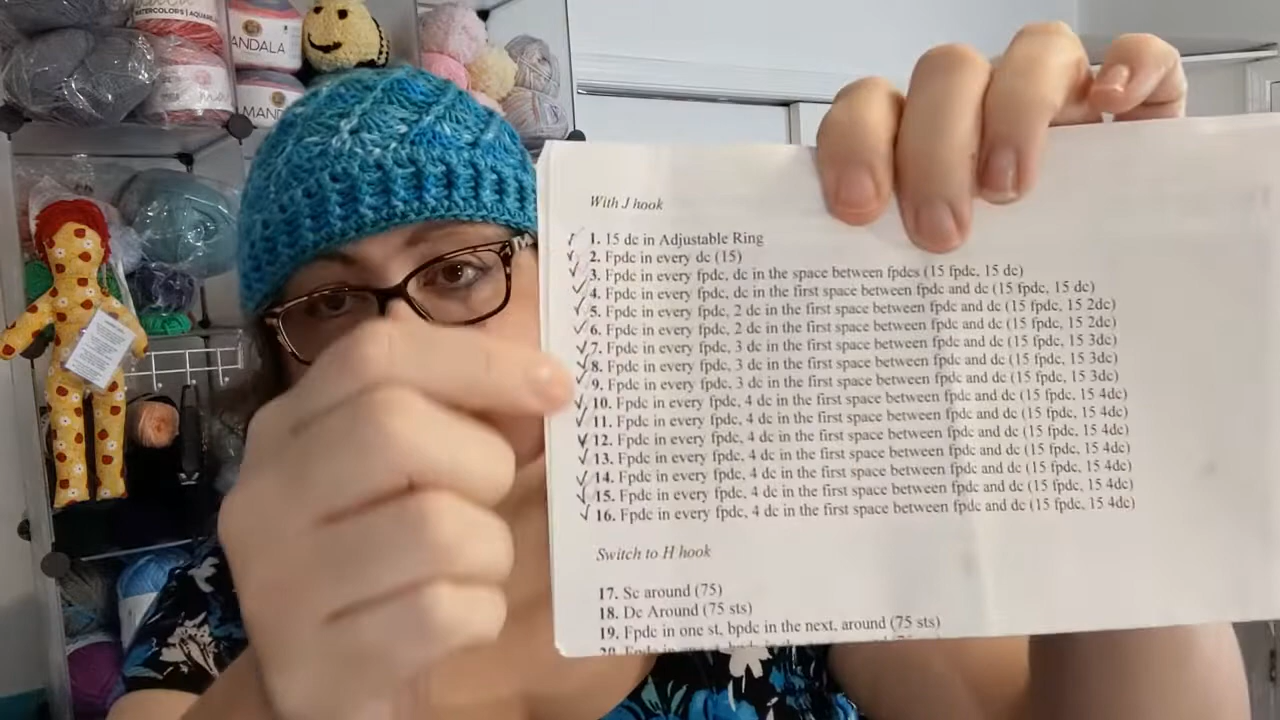 WATERCOLORS | AQUARE
ANDALA
MAND
With J hook
1. 15 dc in Adjustable Ring
2. Fpdc in every dc (15)
3. Fpdc in every fpdc, dc in the space between fpdcs (15 fpdc, 15 dc)
4. Fpdc in every fpdc, dc in the first space between fpdc and dc (15 fpdc, 15 dc)
5. Fpdc in every fpdc, 2 dc in the first space between fpdc and dc (15 fpdc, 15 2dc)
6. Fpdc in every fpdc, 2 dc in the first space between fpdc and dc (15 fpdc, 15 2dc)
7. Fpdc in every fpdc, 3 dc in the first space between fpdc and dc (15 fpdc, 15 3dc)
8. Fpdc in every fpdc, 3 dc in the first space between fpdc and dc (15 fpdc, 15 3dc)
9. Fpdc in every fpdc, 3 dc in the first space between fpdc and dc (15 fpdc, 15 3dc)
10. Fpdc in every fpdc, 4 dc in the first space between fpdc and dc (15 fpdc, 15 4dc)
11. Fpdc in every fpdc, 4 dc in the first space between fpdc and dc (15 fpdc, 15 4dc)
12. Fpdc in every fpdc, 4 dc in the first space between fpdc and dc (15 fpdc, 15 4dc)
13. Fpdc in every fpdc, 4 dc in the first space between fpdc and dc (15 fpdc, 15 4dc)
14. Fpdc in every fpdc, 4 dc in the first space between fpdc and dc (15 fpdc, 15 4dc)
15. Fpdc in every fpdc, 4 dc in the first space between fpdc and dc (15 fpdc, 15 4dc)
16. Fpdc in every fpdc, 4 dc in the first space between fpdc and dc (15 fpdc, 15 4dc)
Switch to H hook
17. Sc around (75)
18. Dc Around (75 sts)
19. Fpdc in one st, bpdc in the next, around (75 sts)
20.